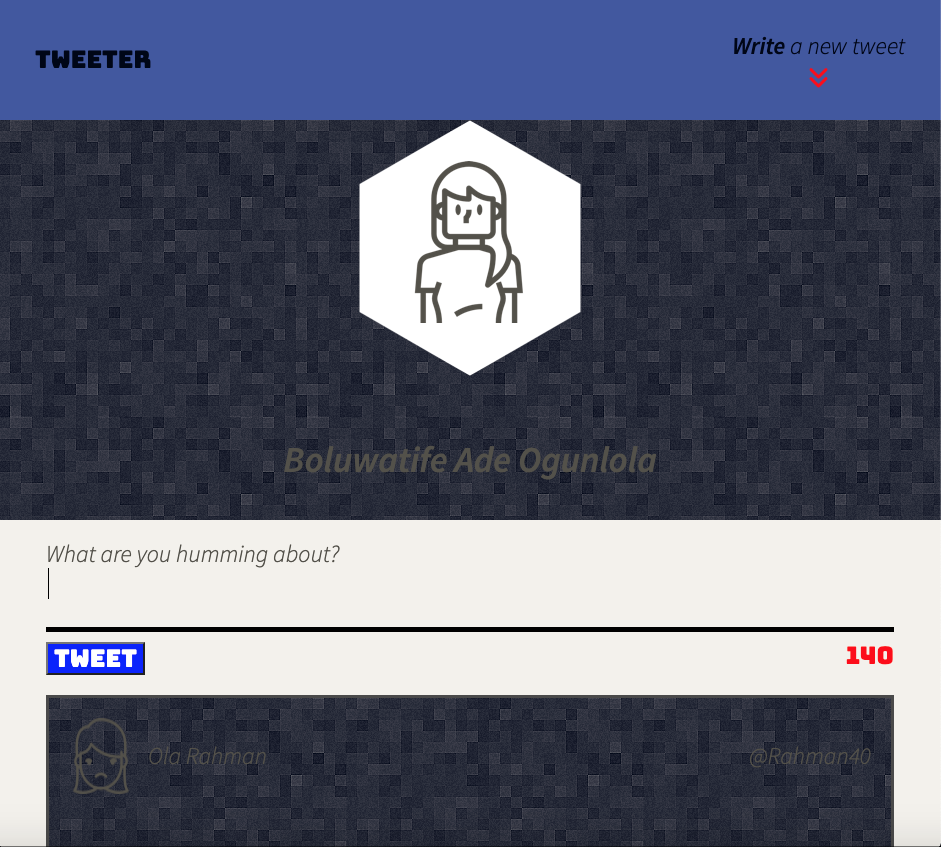 TWEETER
Write a new tweet
Boluwatife Ade Ogunlola
What are you humming about?
TWEET
140
Ola Rahman
@Rahman40